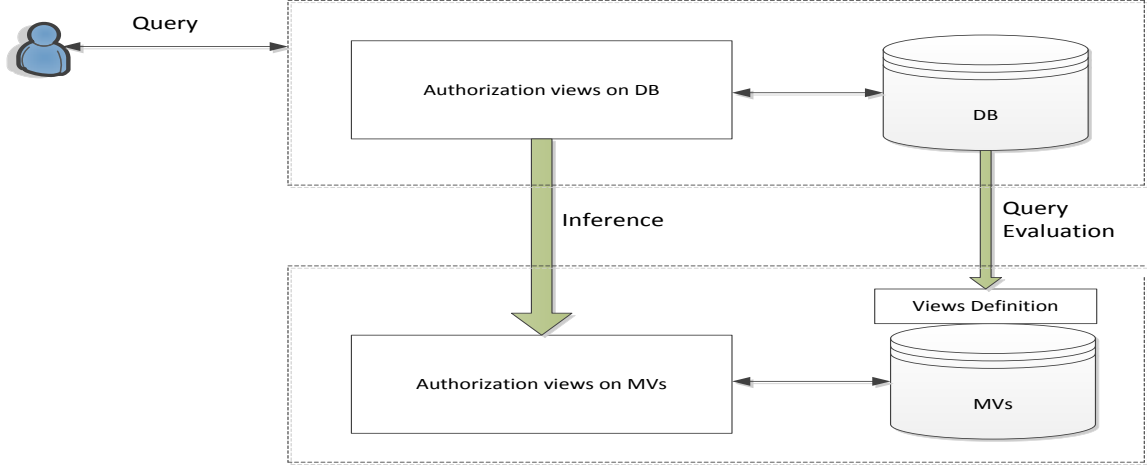 Query
Authorization views on DB
DB
Inference
Query
Evaluation
Views Definition
Authorization views on MVs
MVs